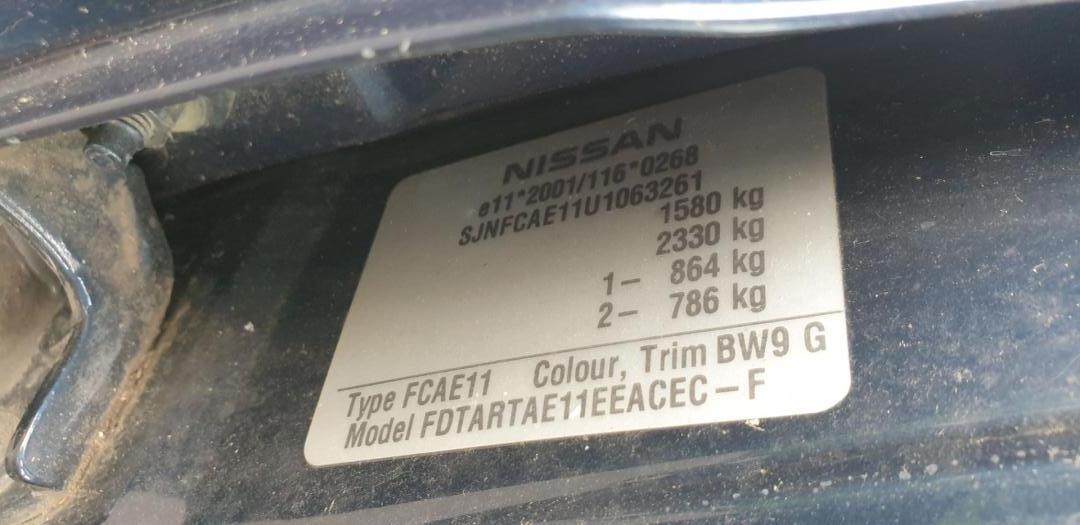 NISSAN
e11*2001/116*0268
SJNFCAE11U1063261
1580 kg
2330 kg
1– 864 kg
2– 786 kg
Type FCAE11 Colour, Trim BW9 G
Model FDTARTAE11EEACEC–F